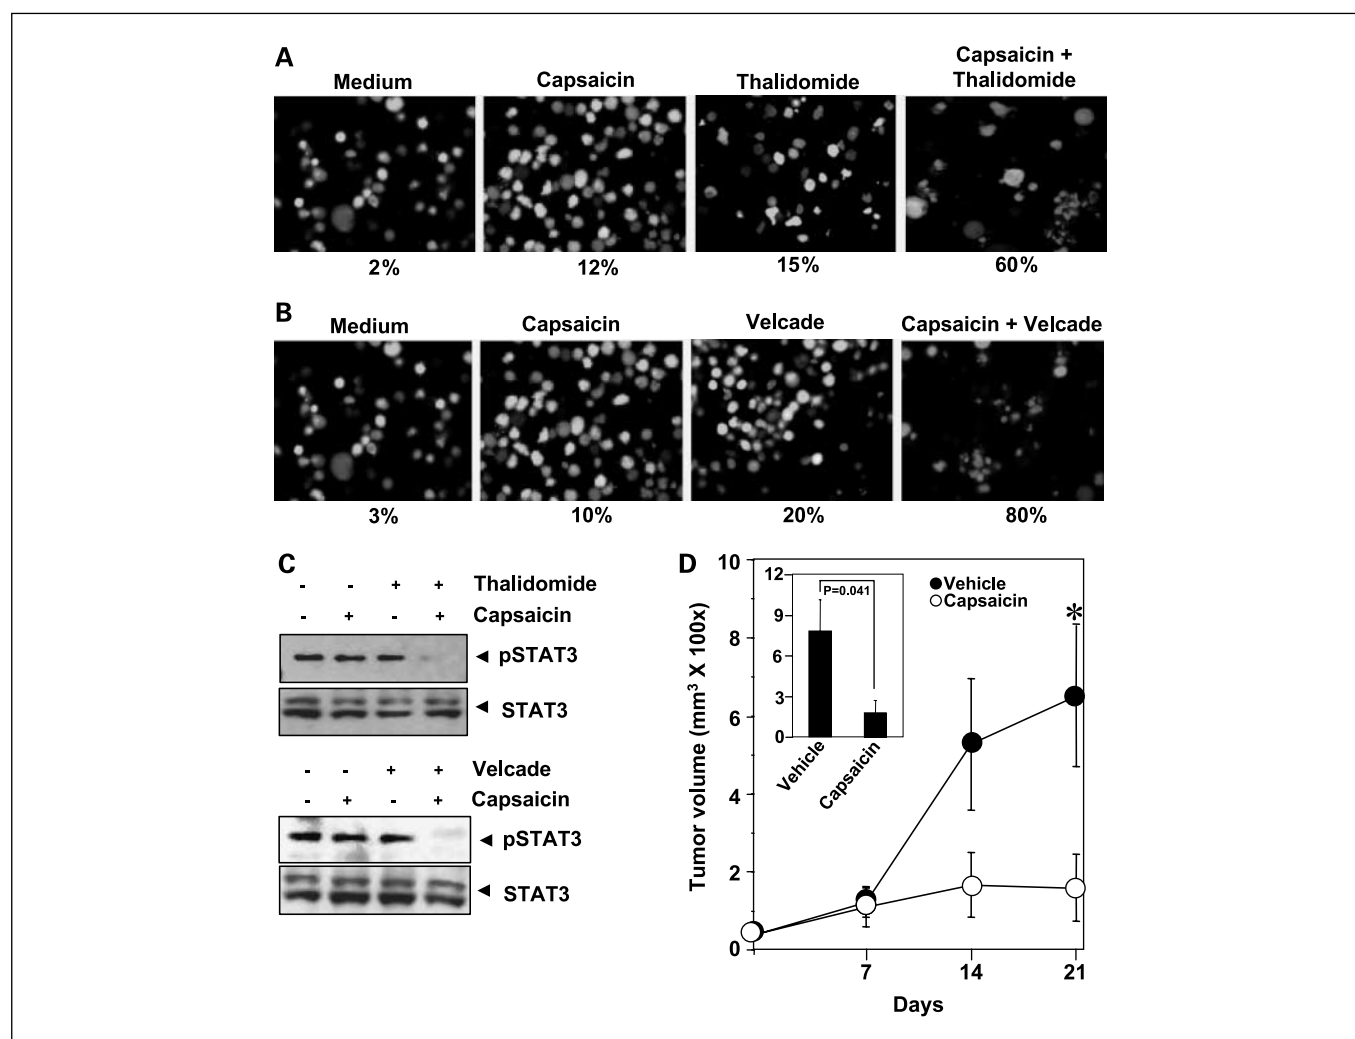 A
Medium
Capsaicin
Thalidomide
Capsaicin +
Thalidomide
2%
12%
15%
60%
B
Medium
Capsaicin
Velcade
Capsaicin + Velcade
3%
10%
20%
80%
C
- - + + Thalidomide
- + - + Capsaicin
pSTAT3
STAT3
- - + + Velcade
- + - + Capsaicin
pSTAT3
STAT3
D
Tumor volume (mm³ X 100x)
10
8
6
4
2
0
7
14
21
Days
Vehicle
Capsaicin
*
12
9
6
3
0
P=0.041
Vehicle
Capsaicin